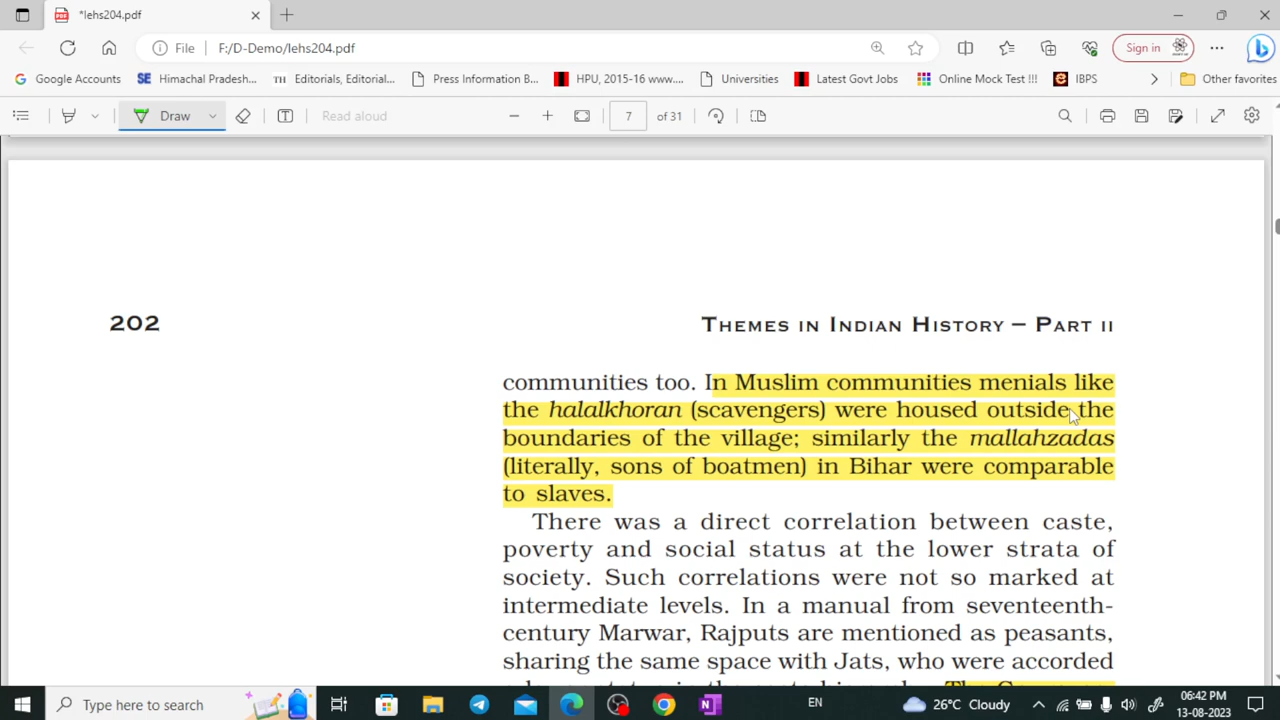 *lehs204.pdf
File F:/D-Demo/lehs204.pdf Sign in
Google Accounts SE Himachal Pradesh... TH Editorials, Editorial... Press Information B... HPU, 2015-16 www.... Universities Latest Govt Jobs Online Mock Test !!! IBPS Other favorites
Draw Read aloud 7 of 31
202 THEMES IN INDIAN HISTORY – PART II
communities too. In Muslim communities menials like
the halalkhoran (scavengers) were housed outside the
boundaries of the village; similarly the mallahzadas
(literally, sons of boatmen) in Bihar were comparable
to slaves.
There was a direct correlation between caste,
poverty and social status at the lower strata of
society. Such correlations were not so marked at
intermediate levels. In a manual from seventeenth-
century Marwar, Rajputs are mentioned as peasants,
sharing the same space with Jats, who were accorded
Type here to search EN 26°C Cloudy 06:42 PM
13-08-2023